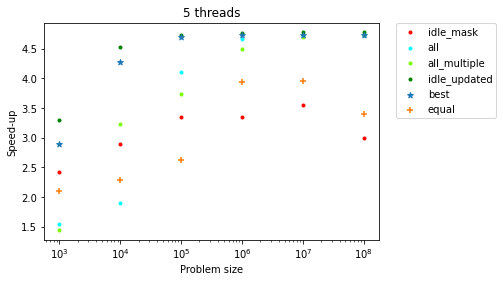 5 threads
Speed-up
4.5
4.0
3.5
3.0
2.5
2.0
1.5
10³
10⁴
10⁵
10⁶
10⁷
10⁸
Problem size
idle_mask
all
all_multiple
idle_updated
best
equal